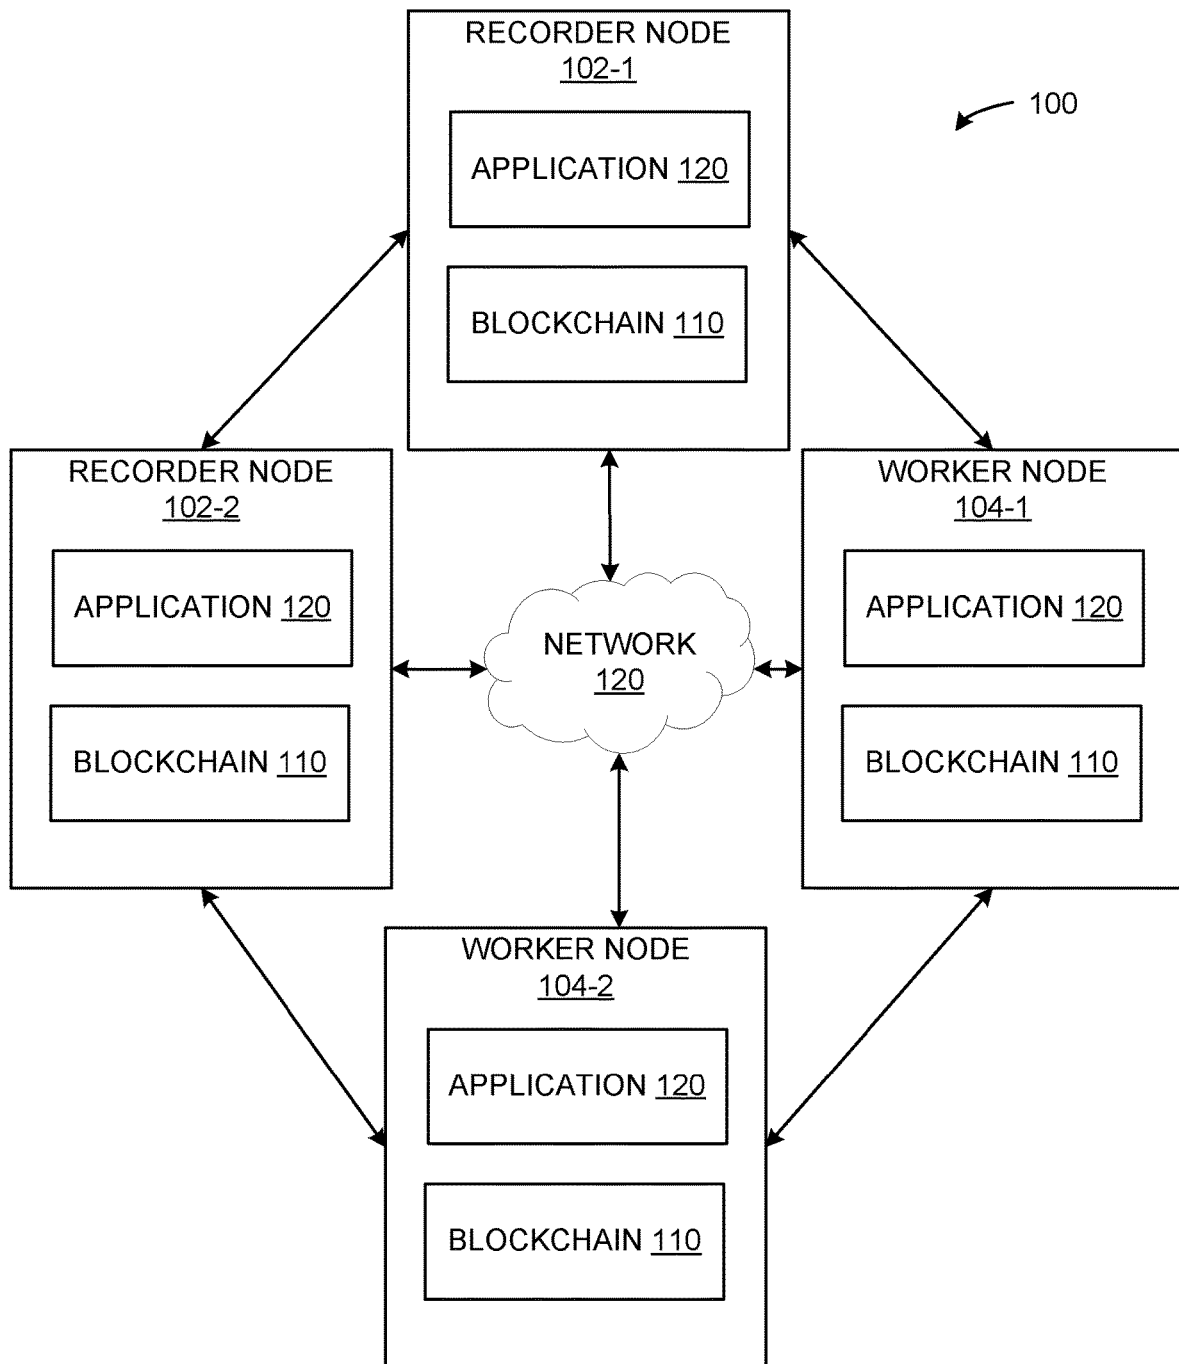 RECORDER NODE
102-1
100
APPLICATION 120
BLOCKCHAIN 110
RECORDER NODE
102-2
APPLICATION 120
BLOCKCHAIN 110
NETWORK
120
WORKER NODE
104-1
APPLICATION 120
BLOCKCHAIN 110
WORKER NODE
104-2
APPLICATION 120
BLOCKCHAIN 110